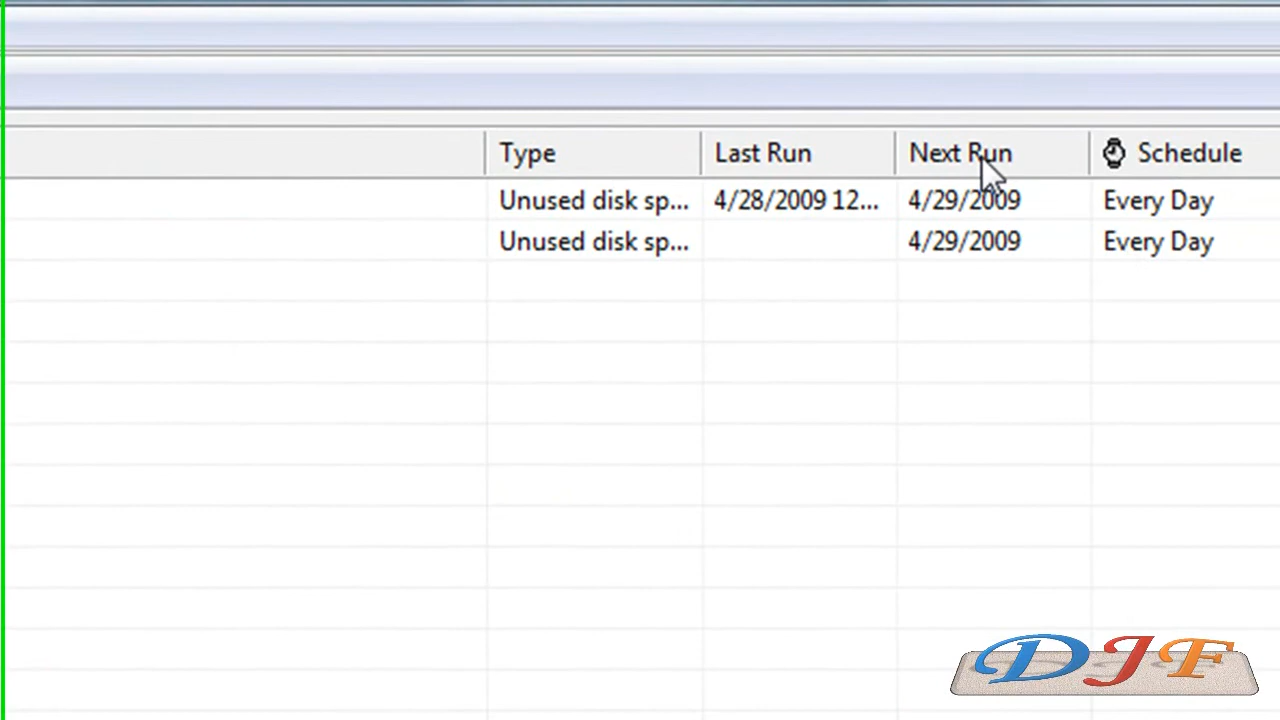 Type Last Run Next Run Schedule
Unused disk sp... 4/28/2009 12... 4/29/2009 Every Day
Unused disk sp... 4/29/2009 Every Day
DJF